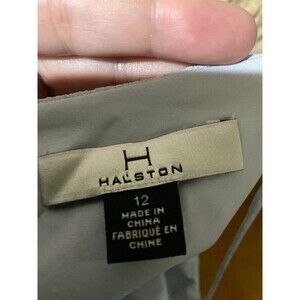 H
HALSTON
12
MADE IN
CHINA
FABRIQUÉ EN
CHINE